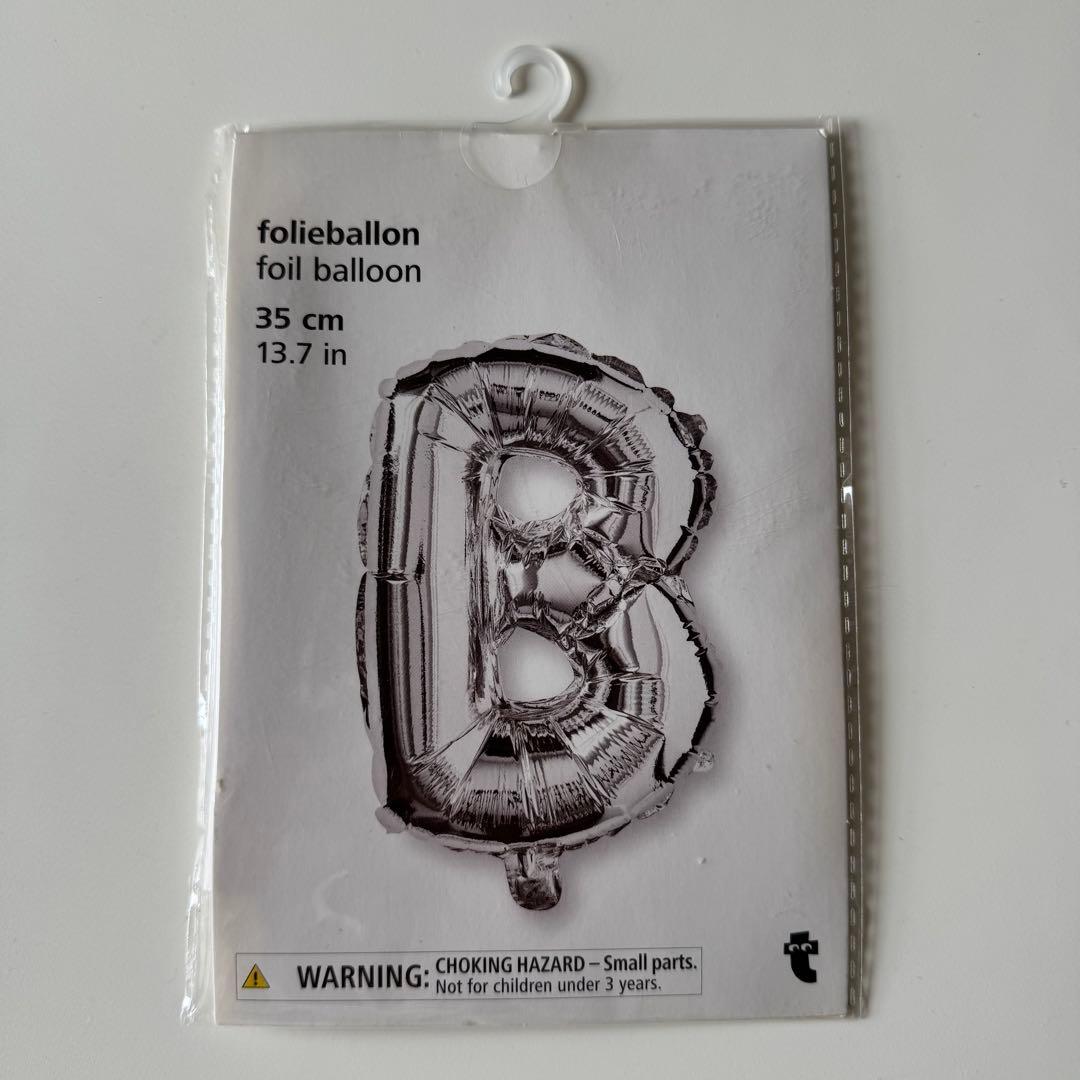 folieballon
foil balloon
35 cm
13.7 in
B
WARNING: CHOKING HAZARD – Small parts.
Not for children under 3 years.
t